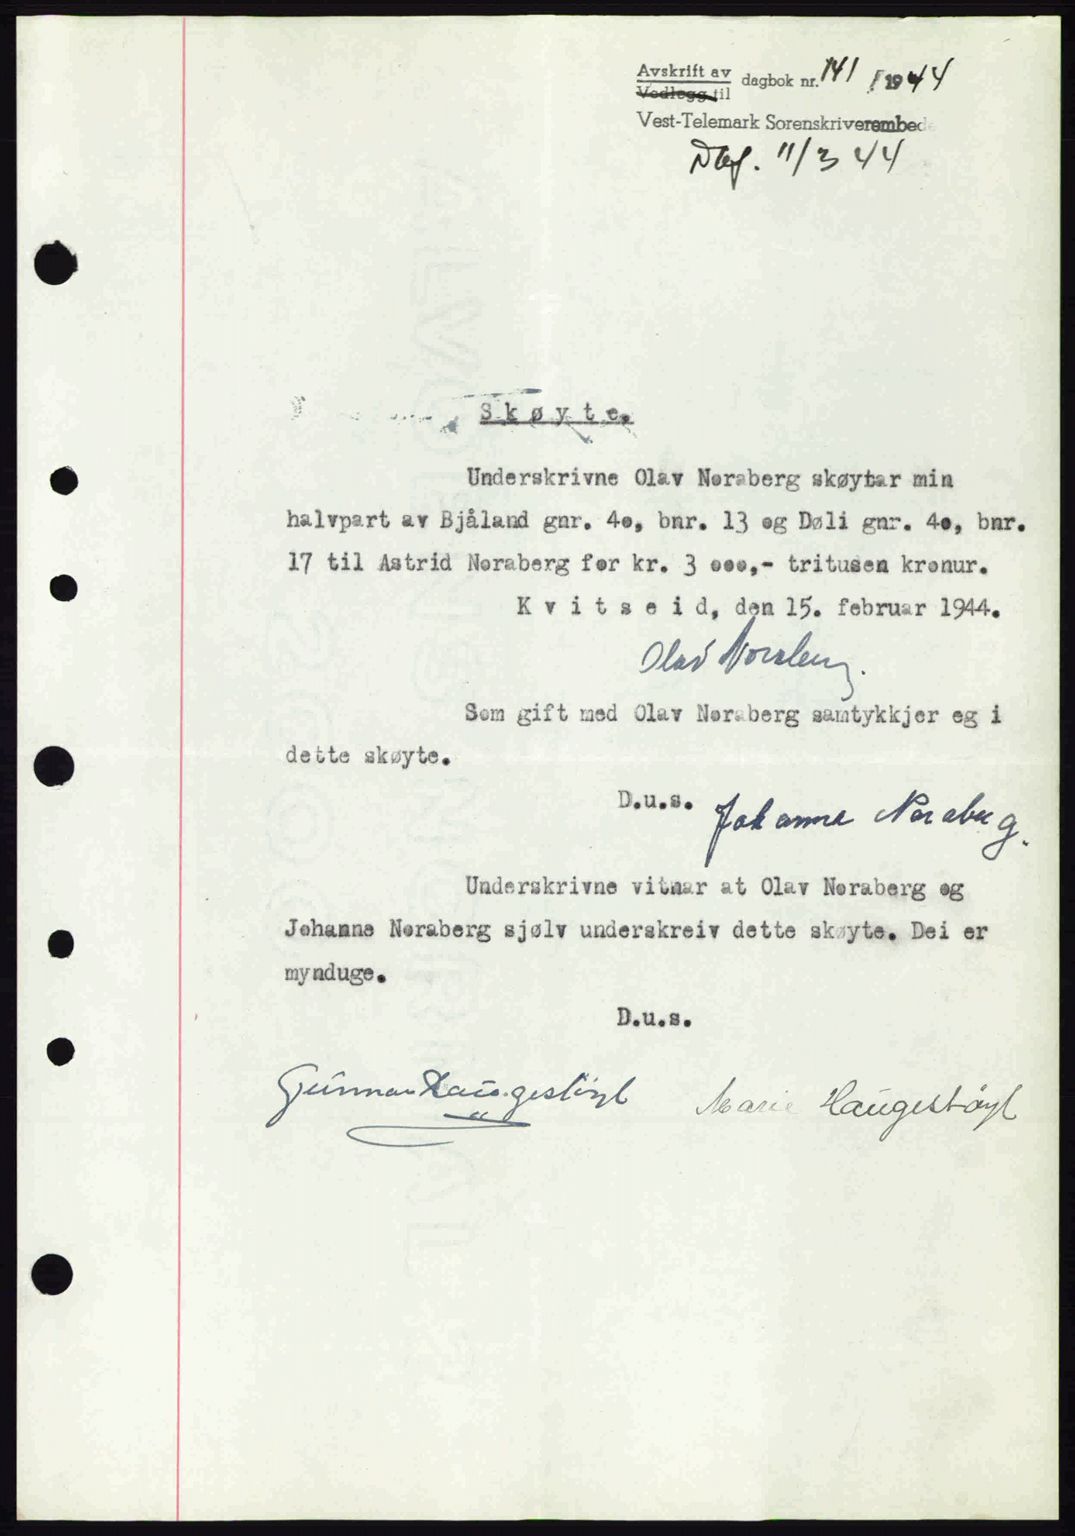 Avskrift av
Vedlegg til dagbok nr. 141 / 1944
Vest-Telemark Sorenskriverembede
Dbf. 11/3 44
Skøyte.
Underskrivne Olav Noraberg skøytar min
halvpart av Bjåland gnr. 40, bnr. 13 og Døli gnr. 40, bnr.
17 til Astrid Noraberg for kr. 3 000,- tritusen kronur.
Kvitseid, den 15. februar 1944.
Olav Noraberg.
Som gift med Olav Noraberg samtykkjer eg i
dette skøyte.
D.u.s. Johanne Noraberg.
Underskrivne vitnar at Olav Noraberg og
Johanne Noraberg sjølv underskreiv dette skøyte. Dei er
mynduge.
D.u.s.
Gunnar Haugestøyl Marie Haugestøyl